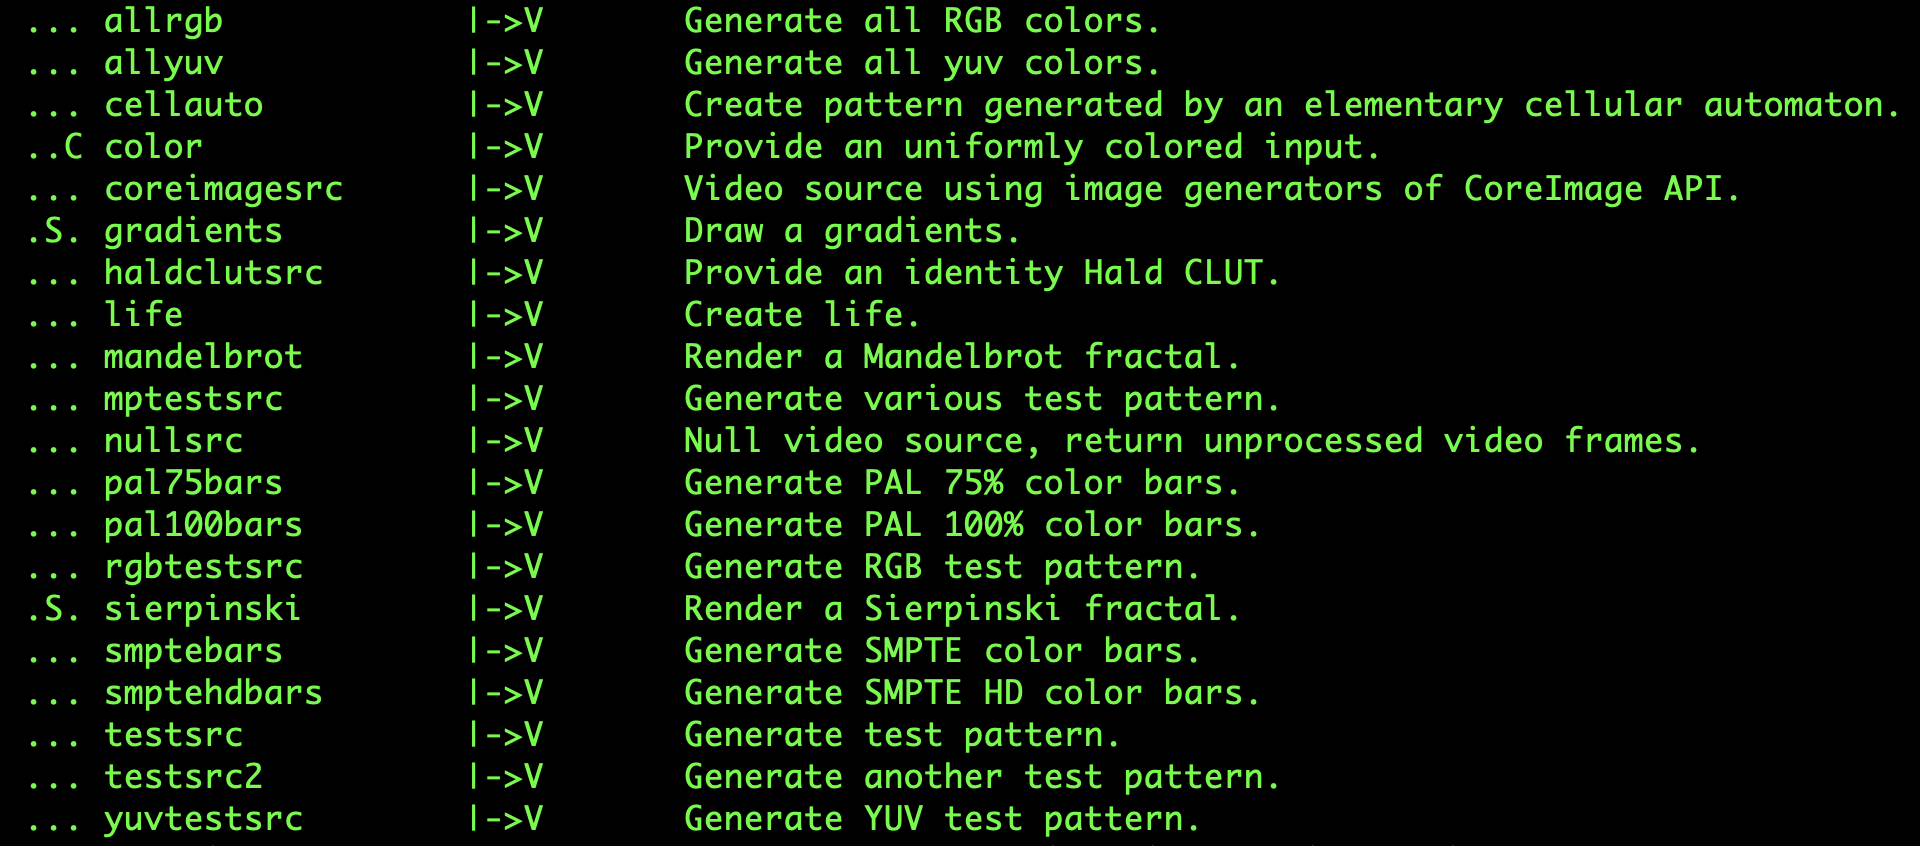 ... allrgb |->V Generate all RGB colors.
... allyuv |->V Generate all yuv colors.
... cellauto |->V Create pattern generated by an elementary cellular automaton.
..C color |->V Provide an uniformly colored input.
... coreimagesrc |->V Video source using image generators of CoreImage API.
.S. gradients |->V Draw a gradients.
... haldclutsrc |->V Provide an identity Hald CLUT.
... life |->V Create life.
... mandelbrot |->V Render a Mandelbrot fractal.
... mptestsrc |->V Generate various test pattern.
... nullsrc |->V Null video source, return unprocessed video frames.
... pal75bars |->V Generate PAL 75% color bars.
... pal100bars |->V Generate PAL 100% color bars.
... rgbtestsrc |->V Generate RGB test pattern.
.S. sierpinski |->V Render a Sierpinski fractal.
... smptebars |->V Generate SMPTE color bars.
... smptehdbars |->V Generate SMPTE HD color bars.
... testsrc |->V Generate test pattern.
... testsrc2 |->V Generate another test pattern.
... yuvtestsrc |->V Generate YUV test pattern.